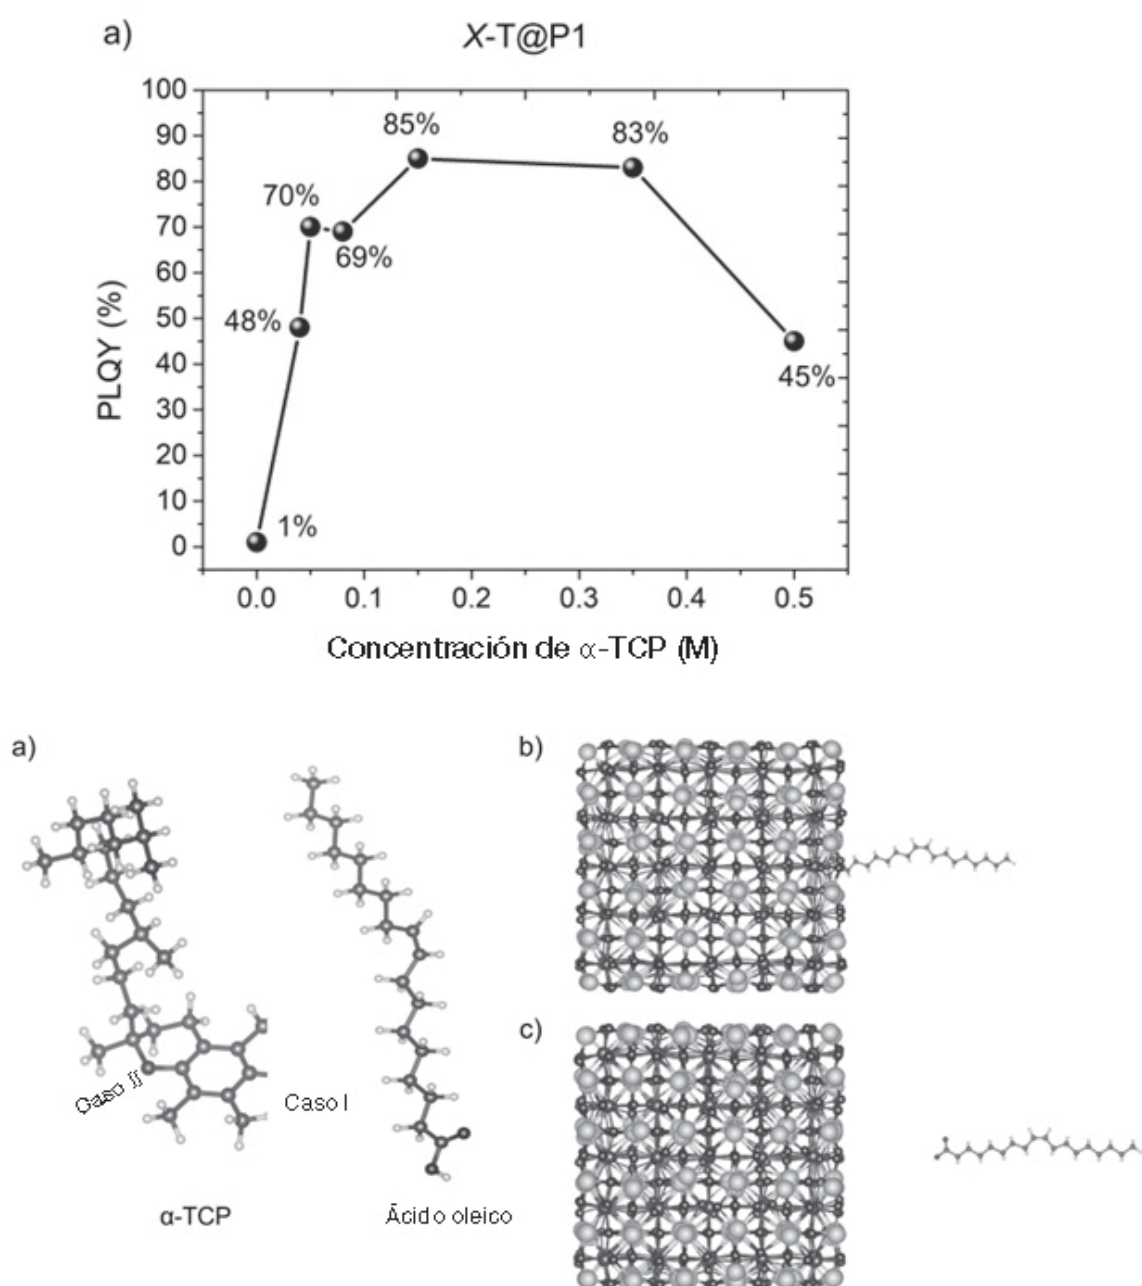 a)
X-T@P1
PLQY (%)
100
90
80
70
60
50
40
30
20
10
0
85%
83%
70%
69%
48%
45%
1%
0.0 0.1 0.2 0.3 0.4 0.5
Concentración de α-TCP (M)
a)
Caso II
Caso I
α-TCP
Ácido oleico
b)
c)